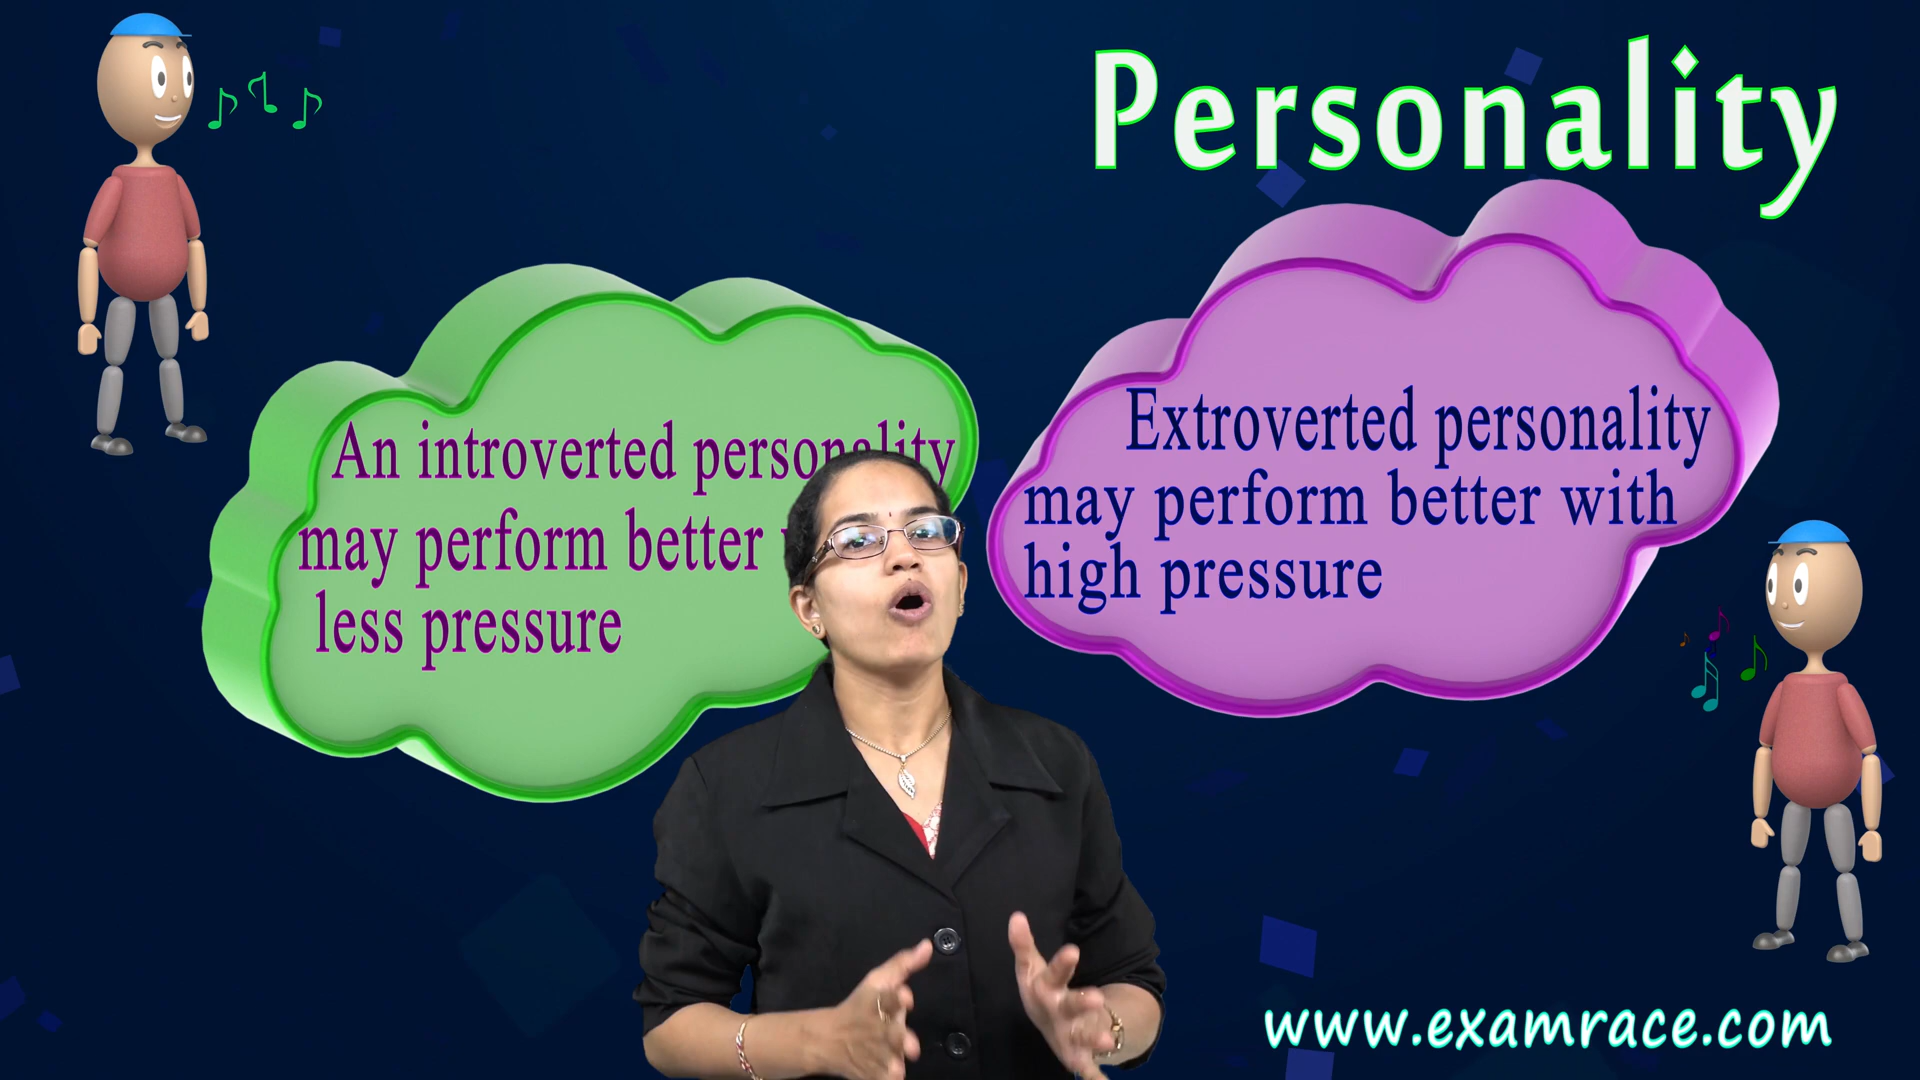 Personality
An introverted personality
may perform better
less pressure
Extroverted personality
may perform better with
high pressure
www.examrace.com